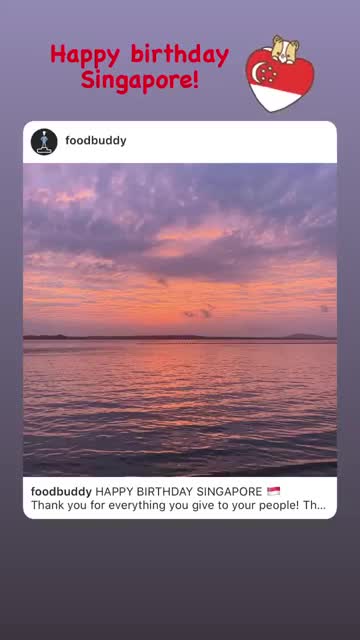 Happy birthday
Singapore!
foodbuddy
foodbuddy HAPPY BIRTHDAY SINGAPORE 🇸🇬
Thank you for everything you give to your people! Th...